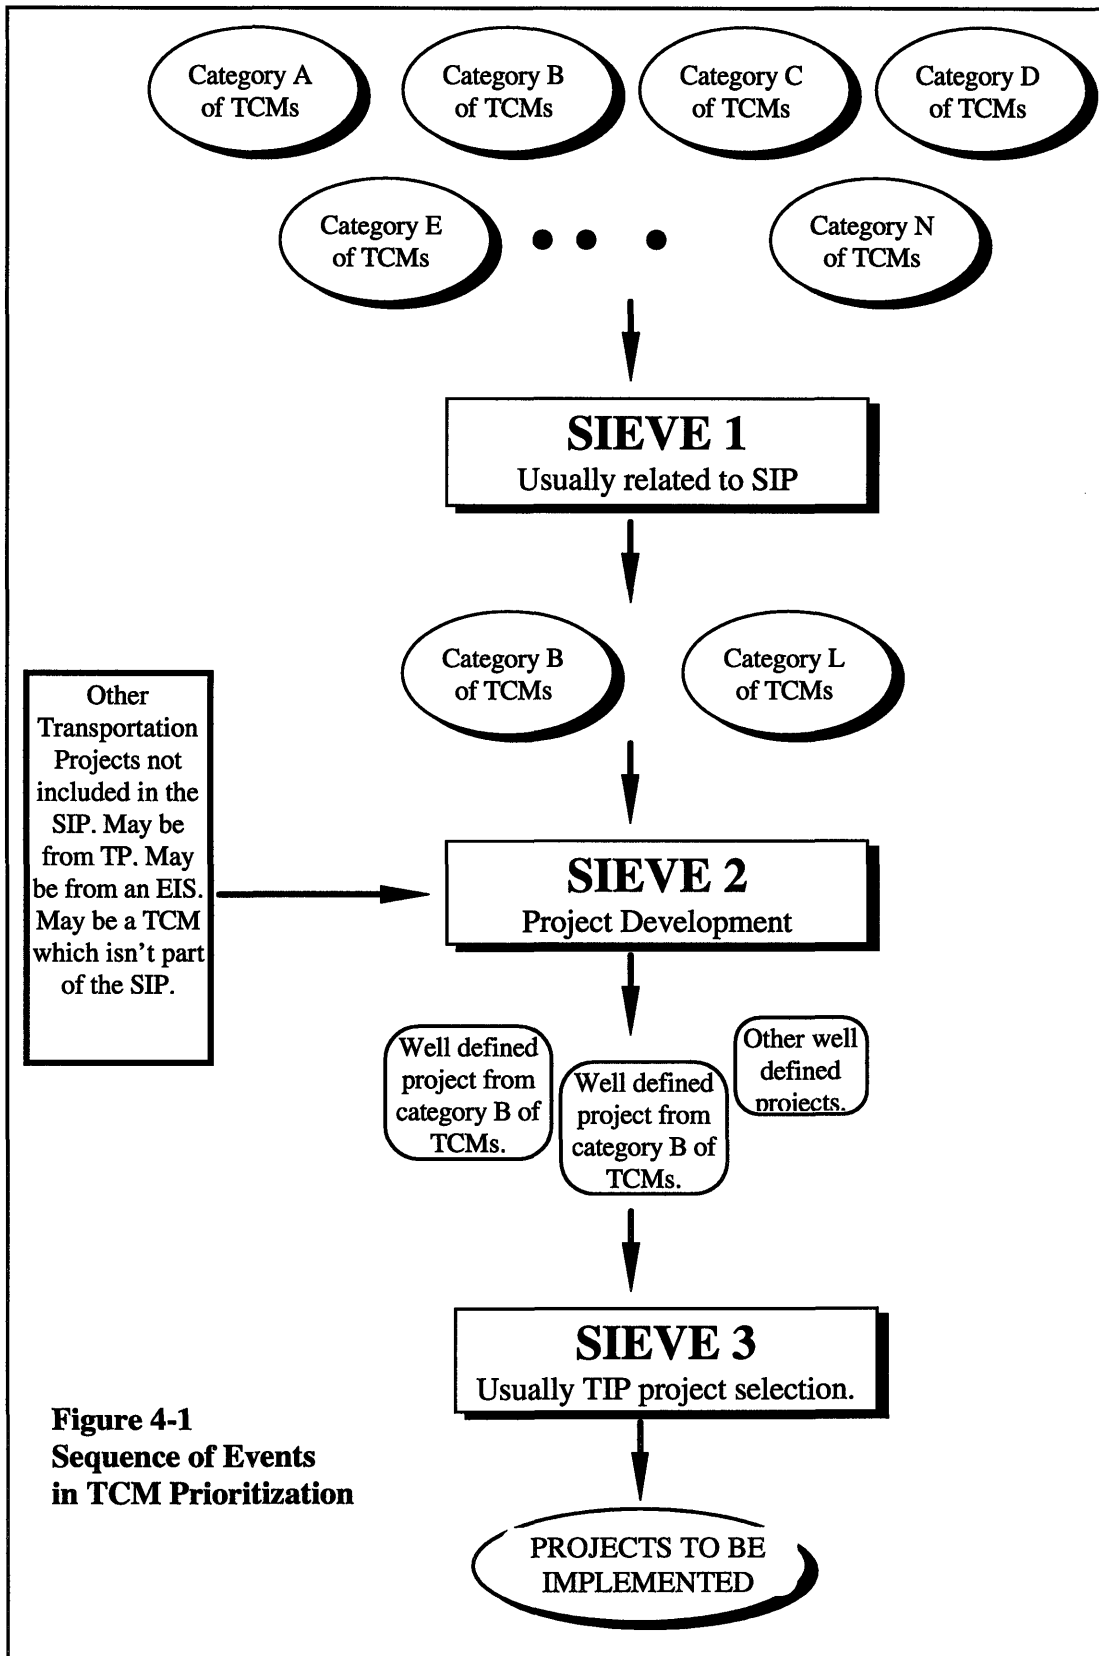 Category A
of TCMs
Category B
of TCMs
Category C
of TCMs
Category D
of TCMs
Category E
of TCMs
Category N
of TCMs
SIEVE 1
Usually related to SIP
Category B
of TCMs
Category L
of TCMs
Other
Transportation
Projects not
included in the
SIP. May be
from TP. May
be from an EIS.
May be a TCM
which isn't part
of the SIP.
SIEVE 2
Project Development
Well defined
project from
category B of
TCMs.
Well defined
project from
category B of
TCMs.
Other well
defined
projects.
SIEVE 3
Usually TIP project selection.
Figure 4-1
Sequence of Events
in TCM Prioritization
PROJECTS TO BE
IMPLEMENTED